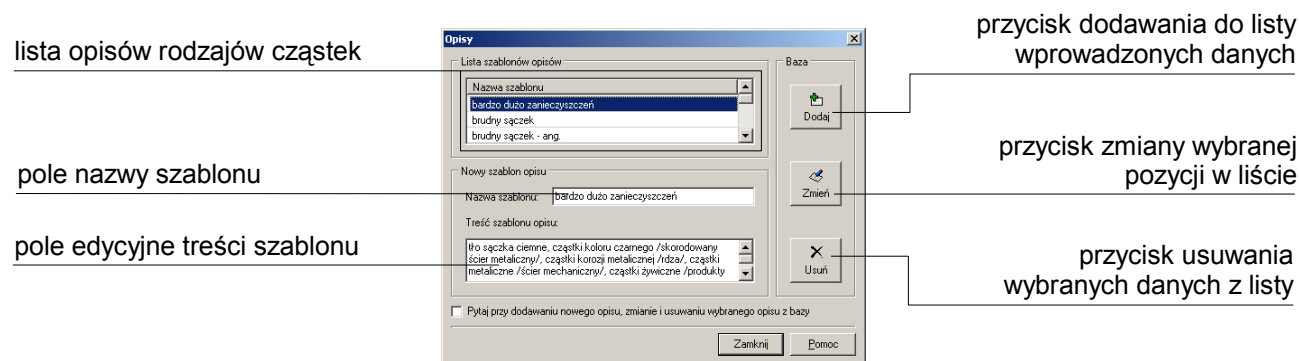 lista opisów rodzajów cząstek
pole nazwy szablonu
pole edycyjne treści szablonu
Opisy
Lista szablonów opisów
Nazwa szablonu
bardzo dużo zanieczyszczeń
brudny sączek
brudny sączek - ang.
Nowy szablon opisu
Nazwa szablonu:
bardzo dużo zanieczyszczeń
Treść szablonu opisu:
tło sączka ciemne, cząstki koloru czarnego /skorodowany
ścier metaliczny/, cząstki korozji metalicznej /rdza/, cząstki
metaliczne /ścier mechaniczny/, cząstki żywiczne /produkty
Baza
Dodaj
Zmień
Usuń
Pytaj przy dodawaniu nowego opisu, zmianie i usuwaniu wybranego opisu z bazy
Zamknij
Pomoc
przycisk dodawania do listy
wprowadzonych danych
przycisk zmiany wybranej
pozycji w liście
przycisk usuwania
wybranych danych z listy